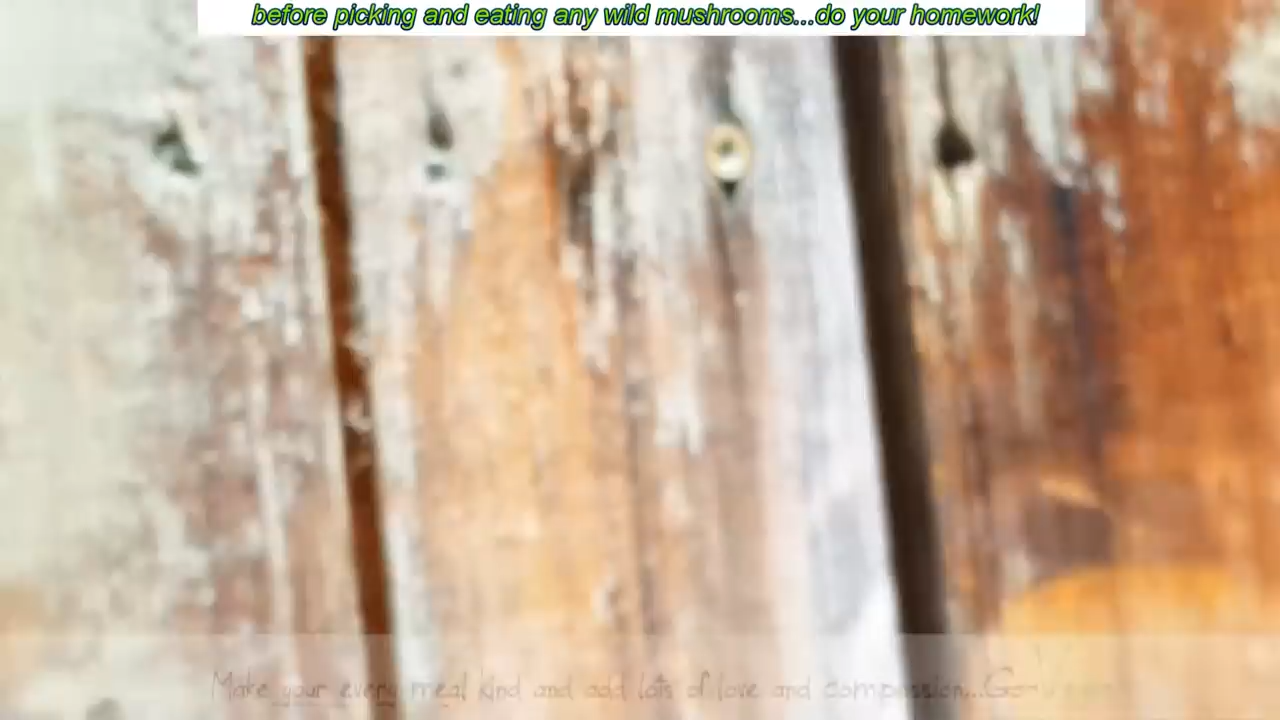 before picking and eating any wild mushrooms...do your homework!
Make your every meal kind and add lots of love and compassion...Go